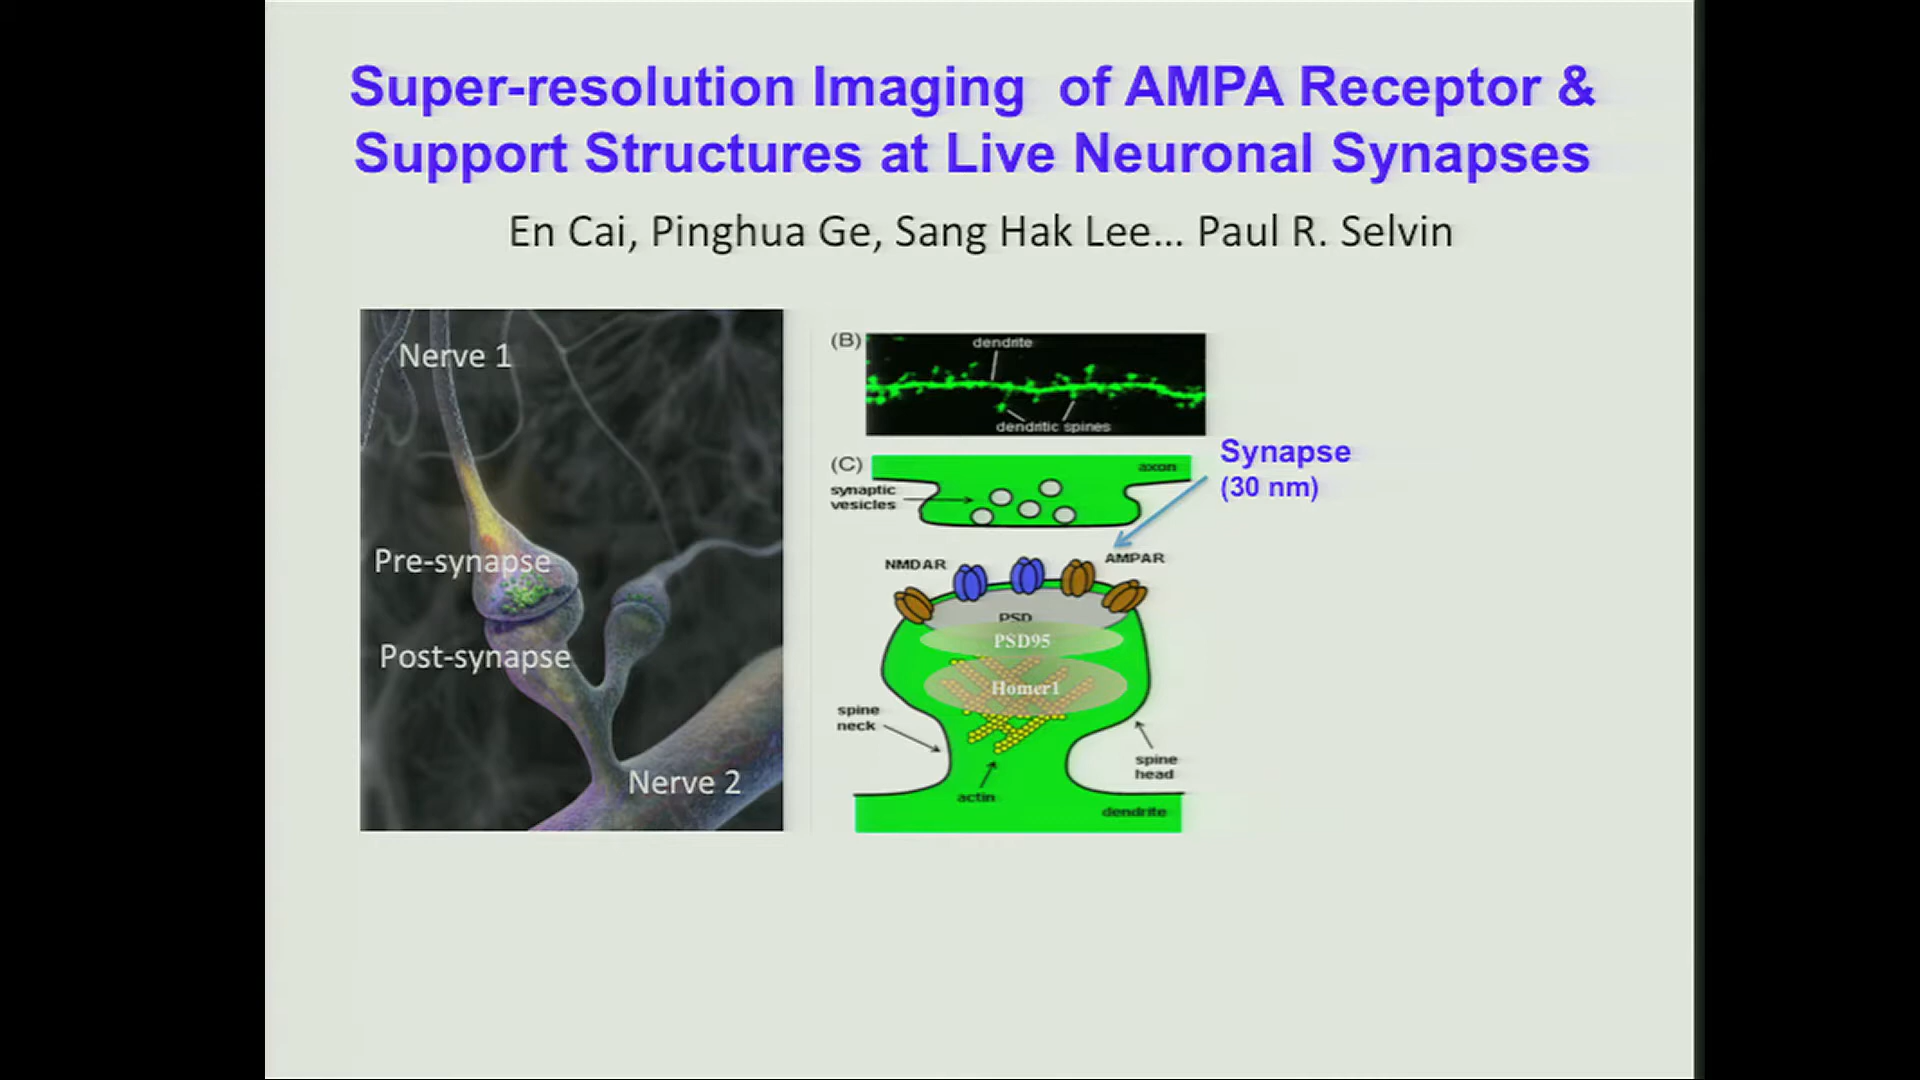 Super-resolution Imaging of AMPA Receptor &
Support Structures at Live Neuronal Synapses
En Cai, Pinghua Ge, Sang Hak Lee... Paul R. Selvin
Nerve 1
Pre-synapse
Post-synapse
Nerve 2
(B)
dendrite
dendritic spines
Synapse
(30 nm)
(C)
axon
synaptic
vesicles
NMDAR
AMPAR
PSD
PSD95
Homer1
spine
neck
spine
head
actin
dendrite